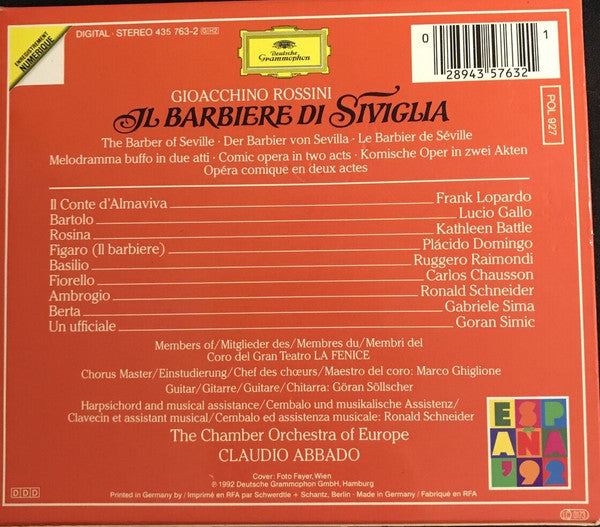 ENREGISTREMENT
NUMÉRIQUE
DIGITAL · STEREO 435 763-2 GH2
Deutsche
Grammophon
0 28943 57632 1
POL 927
GIOACCHINO ROSSINI
IL BARBIERE DI SIVIGLIA
The Barber of Seville · Der Barbier von Sevilla · Le Barbier de Séville
Melodramma buffo in due atti · Comic opera in two acts · Komische Oper in zwei Akten
Opéra comique en deux actes
Il Conte d'Almaviva Frank Lopardo
Bartolo Lucio Gallo
Rosina Kathleen Battle
Figaro (Il barbiere) Plácido Domingo
Basilio Ruggero Raimondi
Fiorello Carlos Chausson
Ambrogio Ronald Schneider
Berta Gabriele Sima
Un ufficiale Goran Simic
Members of/Mitglieder des/Membres du/Membri del
Coro del Gran Teatro LA FENICE
Chorus Master/Einstudierung/Chef des chœurs/Maestro del coro: Marco Ghiglione
Guitar/Gitarre/Guitare/Chitarra: Göran Söllscher
Harpsichord and musical assistance/Cembalo und musikalische Assistenz/
Clavecin et assistant musical/Cembalo ed assistenza musicale: Ronald Schneider
The Chamber Orchestra of Europe
CLAUDIO ABBADO
ESP
AÑA
'92
Cover: Foto Fayer, Wien
℗ 1992 Deutsche Grammophon GmbH, Hamburg
DDD
Printed in Germany by / Imprimé en RFA par Schwerdtle + Schantz, Berlin · Made in Germany / Fabriqué en RFA